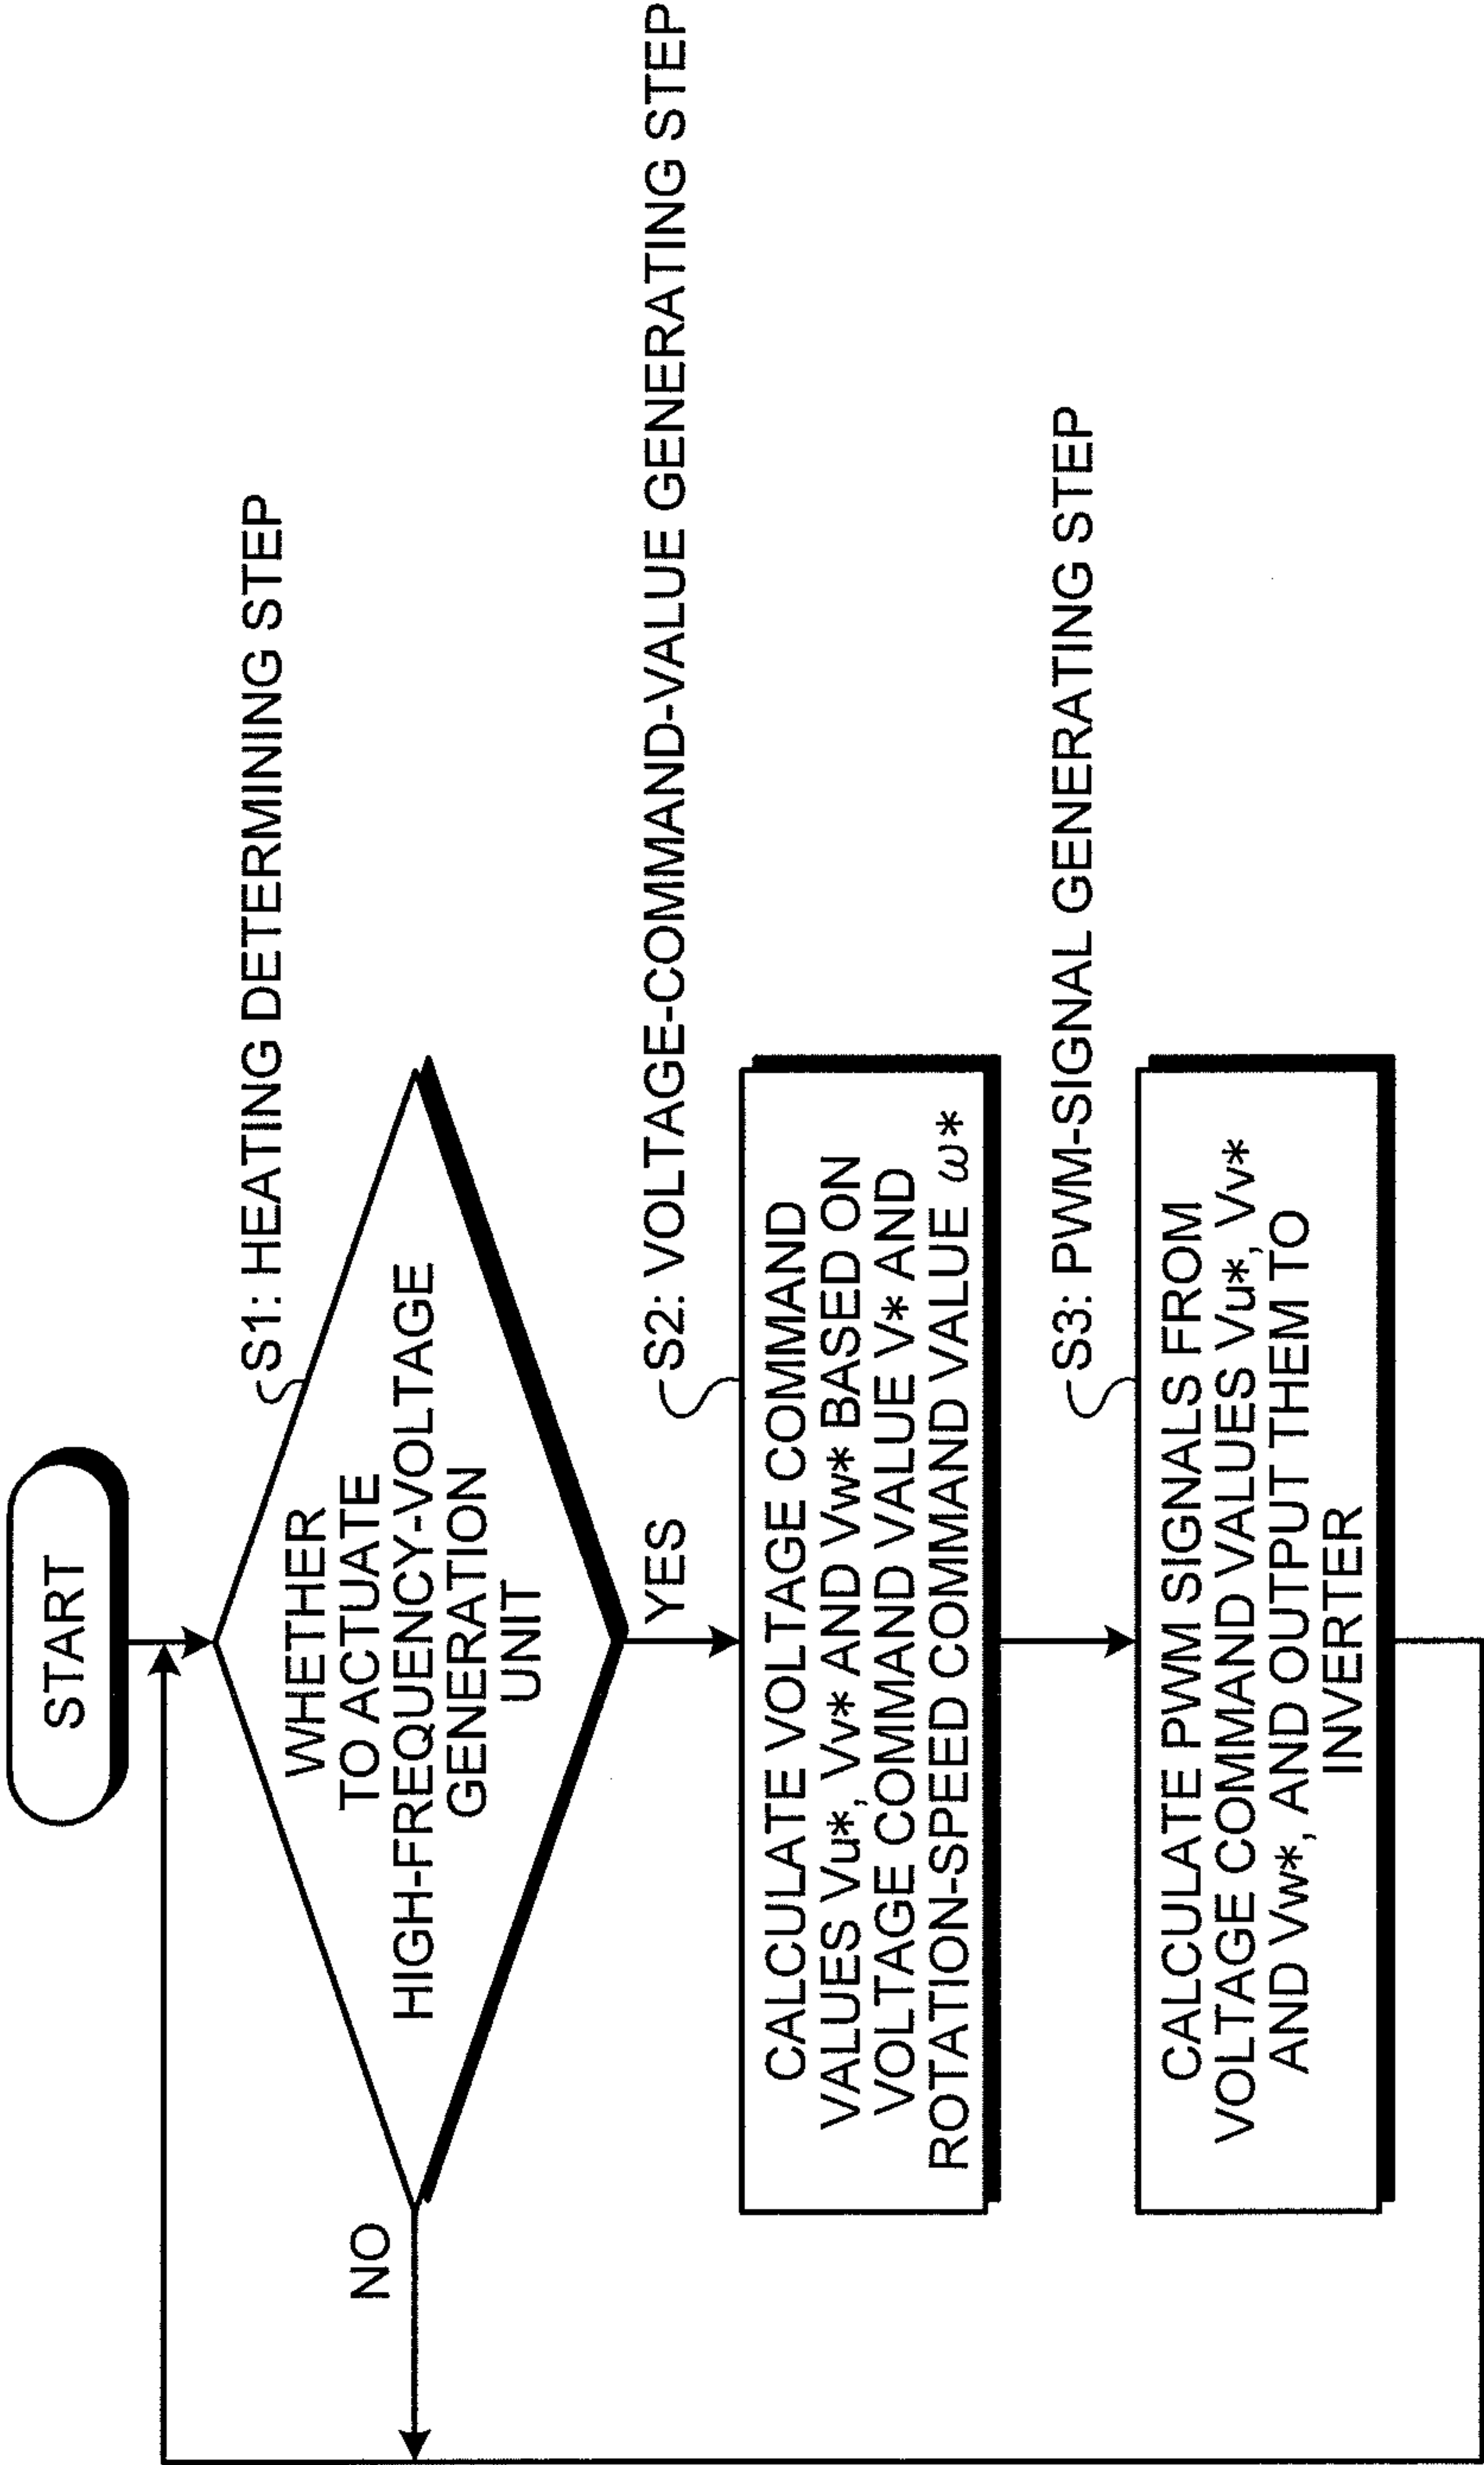 START
S1: HEATING DETERMINING STEP
WHETHER
TO ACTUATE
HIGH-FREQUENCY-VOLTAGE
GENERATION
UNIT
NO
YES
S2: VOLTAGE-COMMAND-VALUE GENERATING STEP
CALCULATE VOLTAGE COMMAND
VALUES Vu*, Vv* AND Vw* BASED ON
VOLTAGE COMMAND VALUE V* AND
ROTATION-SPEED COMMAND VALUE ω*
S3: PWM-SIGNAL GENERATING STEP
CALCULATE PWM SIGNALS FROM
VOLTAGE COMMAND VALUES Vu*, Vv*
AND Vw*, AND OUTPUT THEM TO
INVERTER